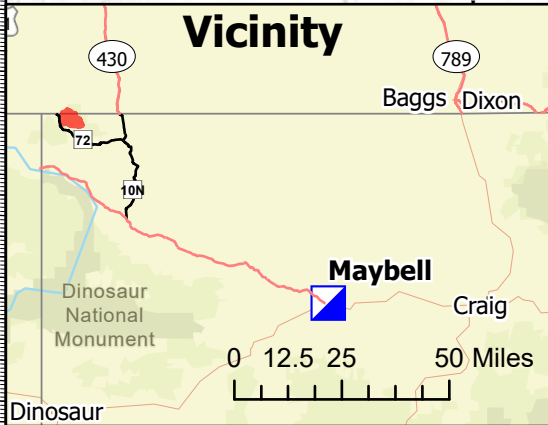 Vicinity
430
789
Baggs Dixon
72
10N
Maybell
Dinosaur
National
Monument
Craig
0 12.5 25 50 Miles
Dinosaur